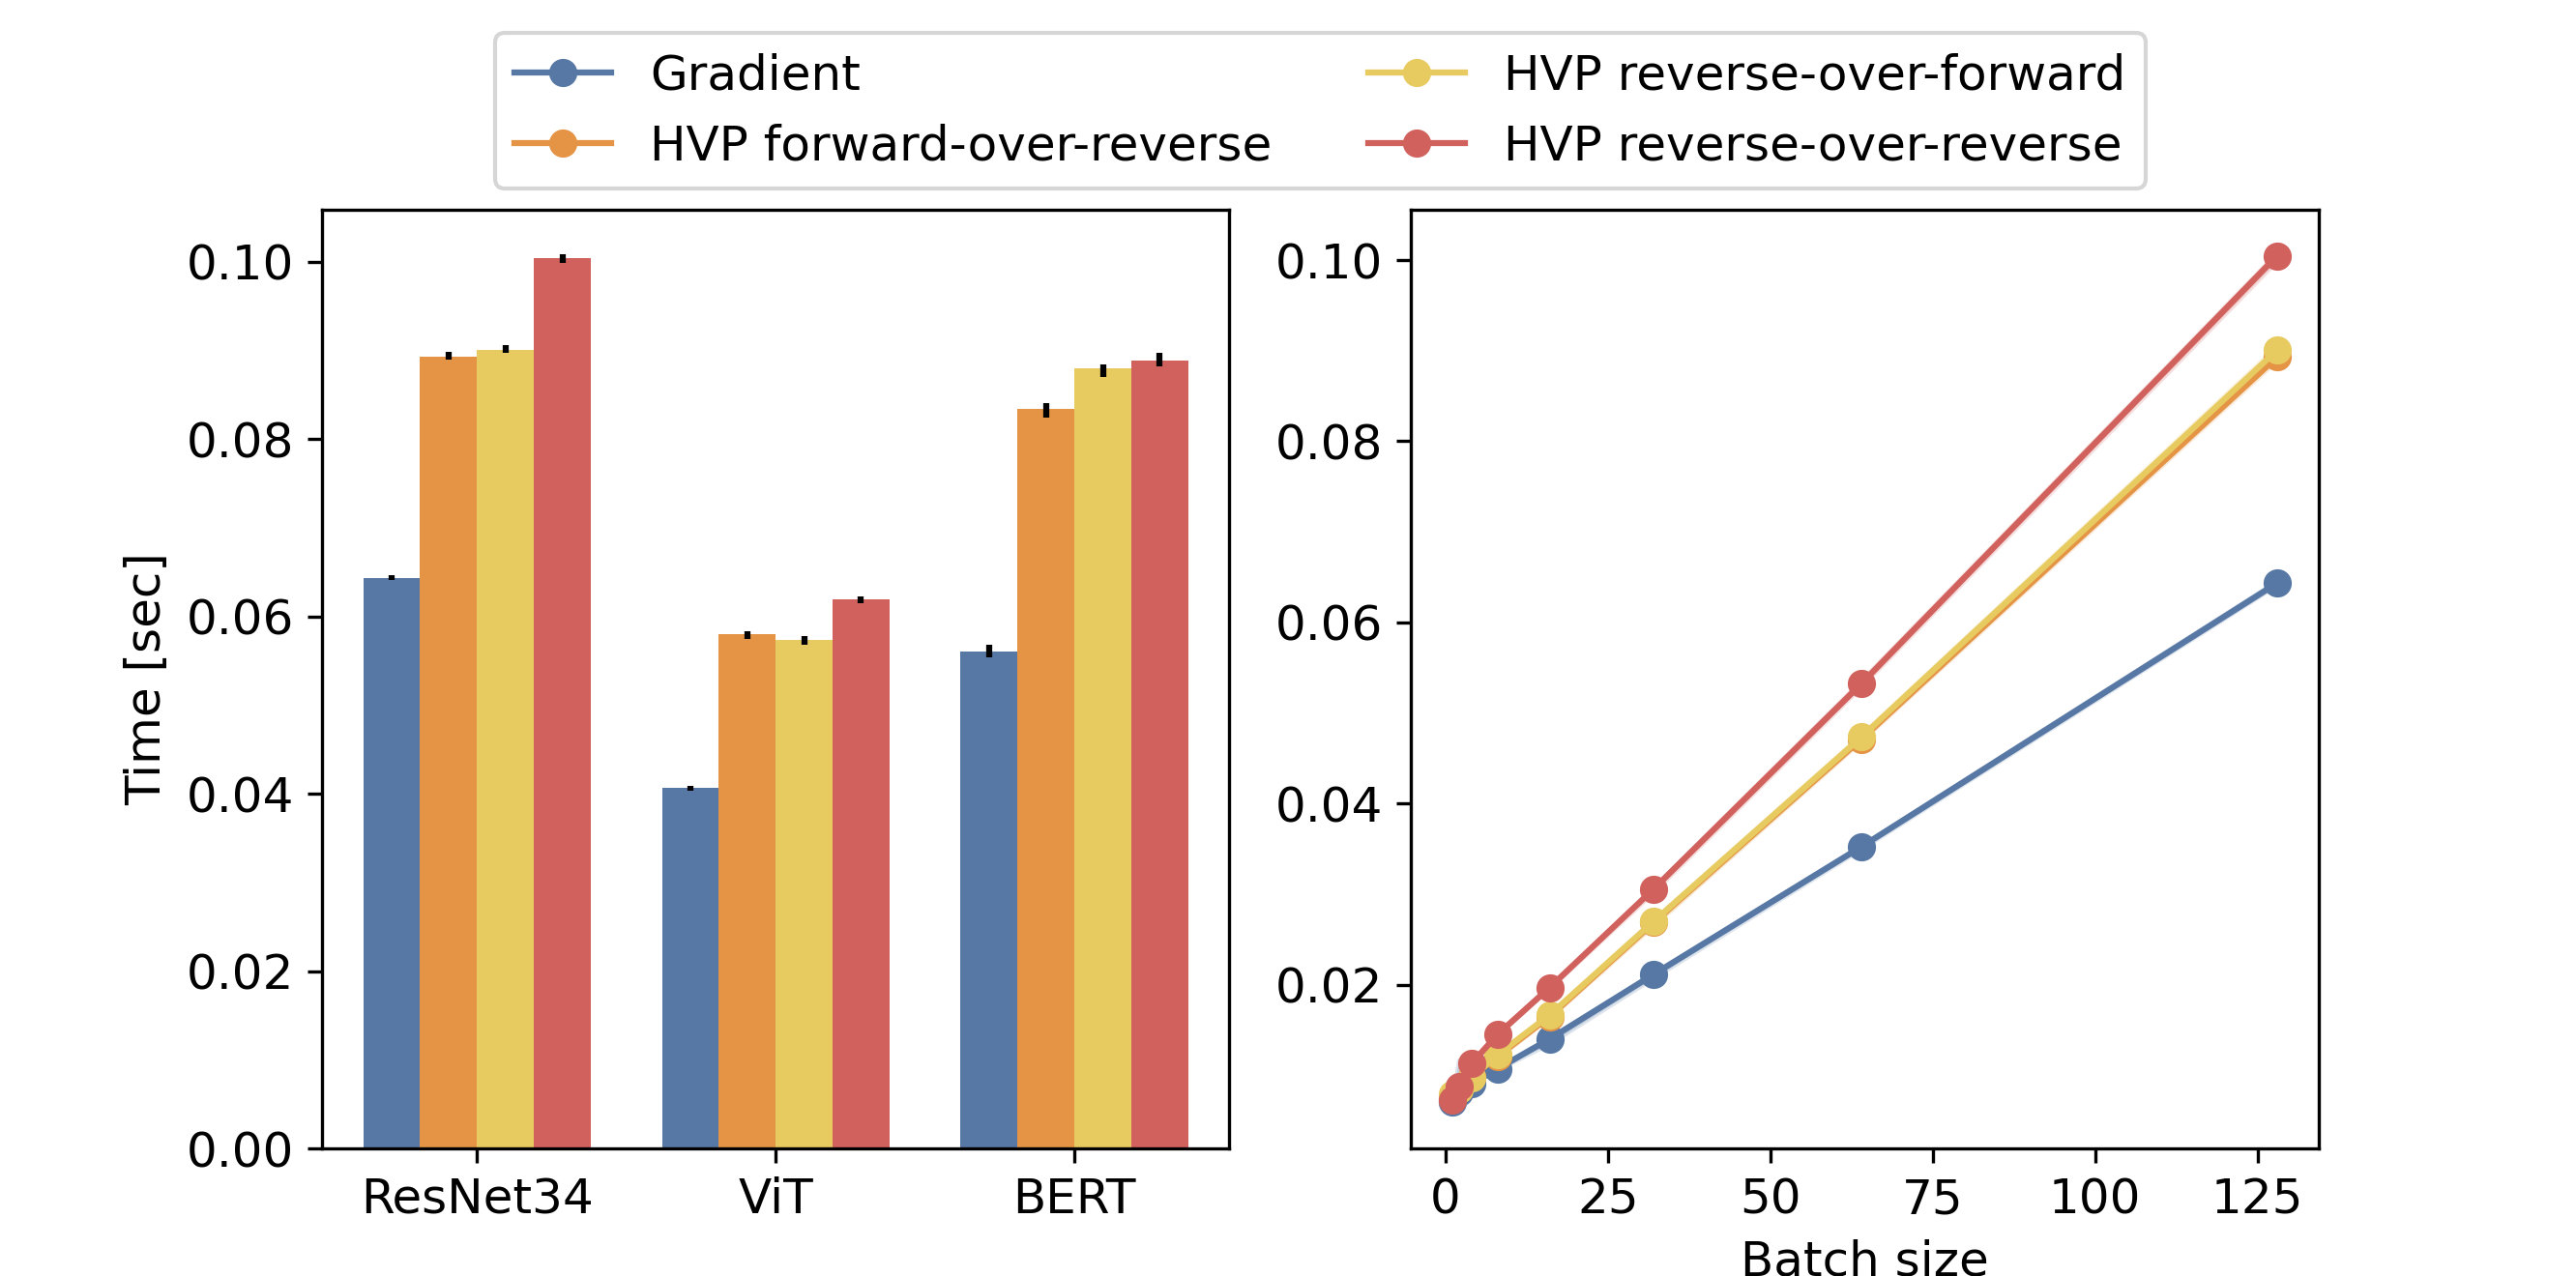 Gradient
HVP forward-over-reverse
HVP reverse-over-forward
HVP reverse-over-reverse
Time [sec]
0.10
0.08
0.06
0.04
0.02
0.00
ResNet34 ViT BERT
0.10
0.08
0.06
0.04
0.02
0 25 50 75 100 125
Batch size